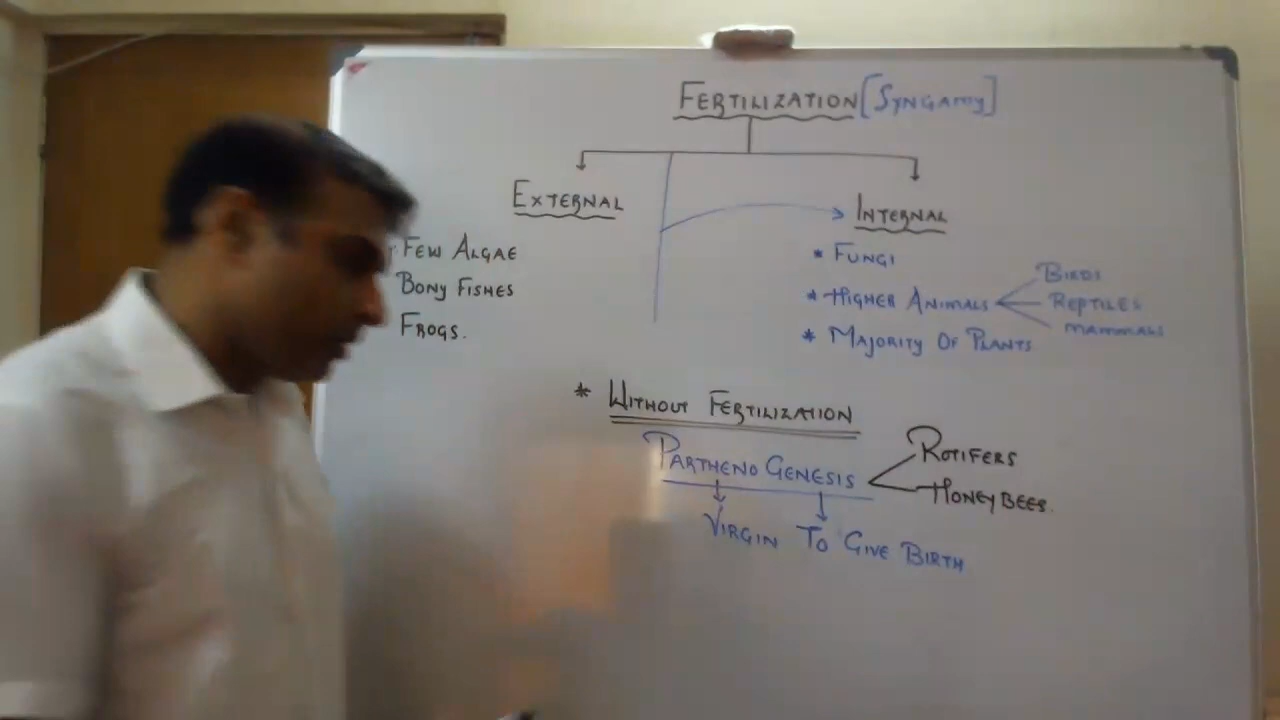 FERTILIZATION [SYNGAMY]
EXTERNAL
FEW ALGAE
BONY FISHES
FROGS.
INTERNAL
* FUNGI
* HIGHER ANIMALS
BIRDS
REPTILES
MAMMALS
* MAJORITY OF PLANTS
* WITHOUT FERTILIZATION
PARTHENO GENESIS
ROTIFERS
HONEY BEES.
VIRGIN TO GIVE BIRTH